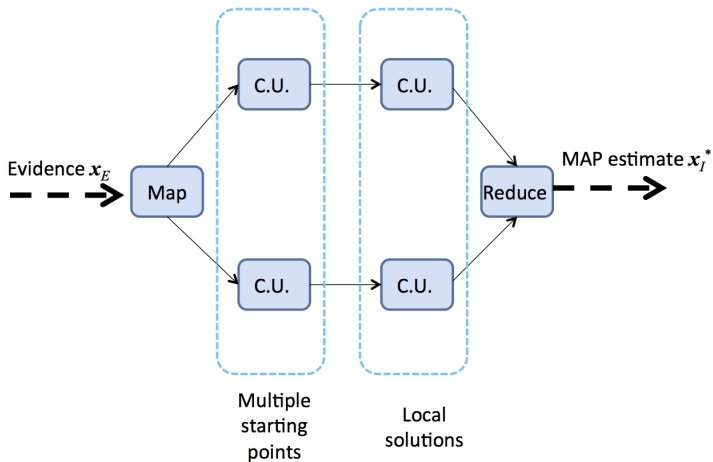 C.U.
C.U.
Evidence x_E
MAP estimate x_I^*
Map
Reduce
C.U.
C.U.
Multiple
starting
points
Local
solutions